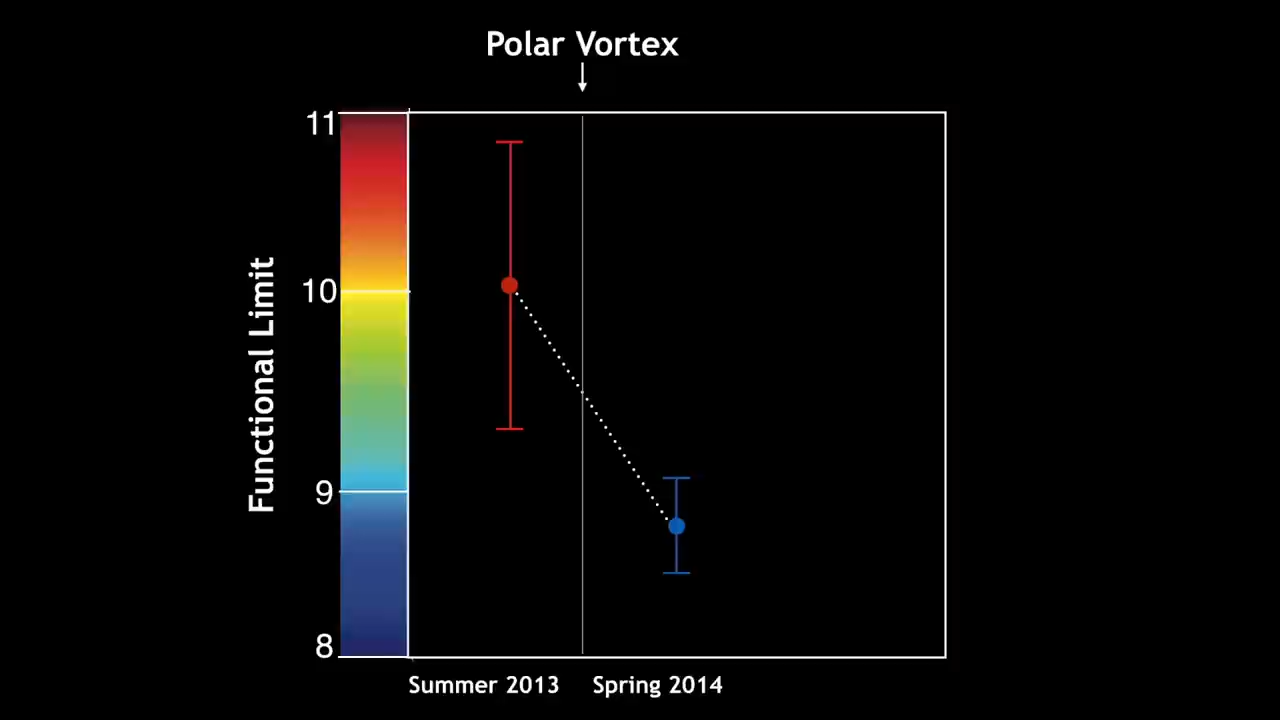 Polar Vortex
11
10
9
8
Functional Limit
Summer 2013
Spring 2014